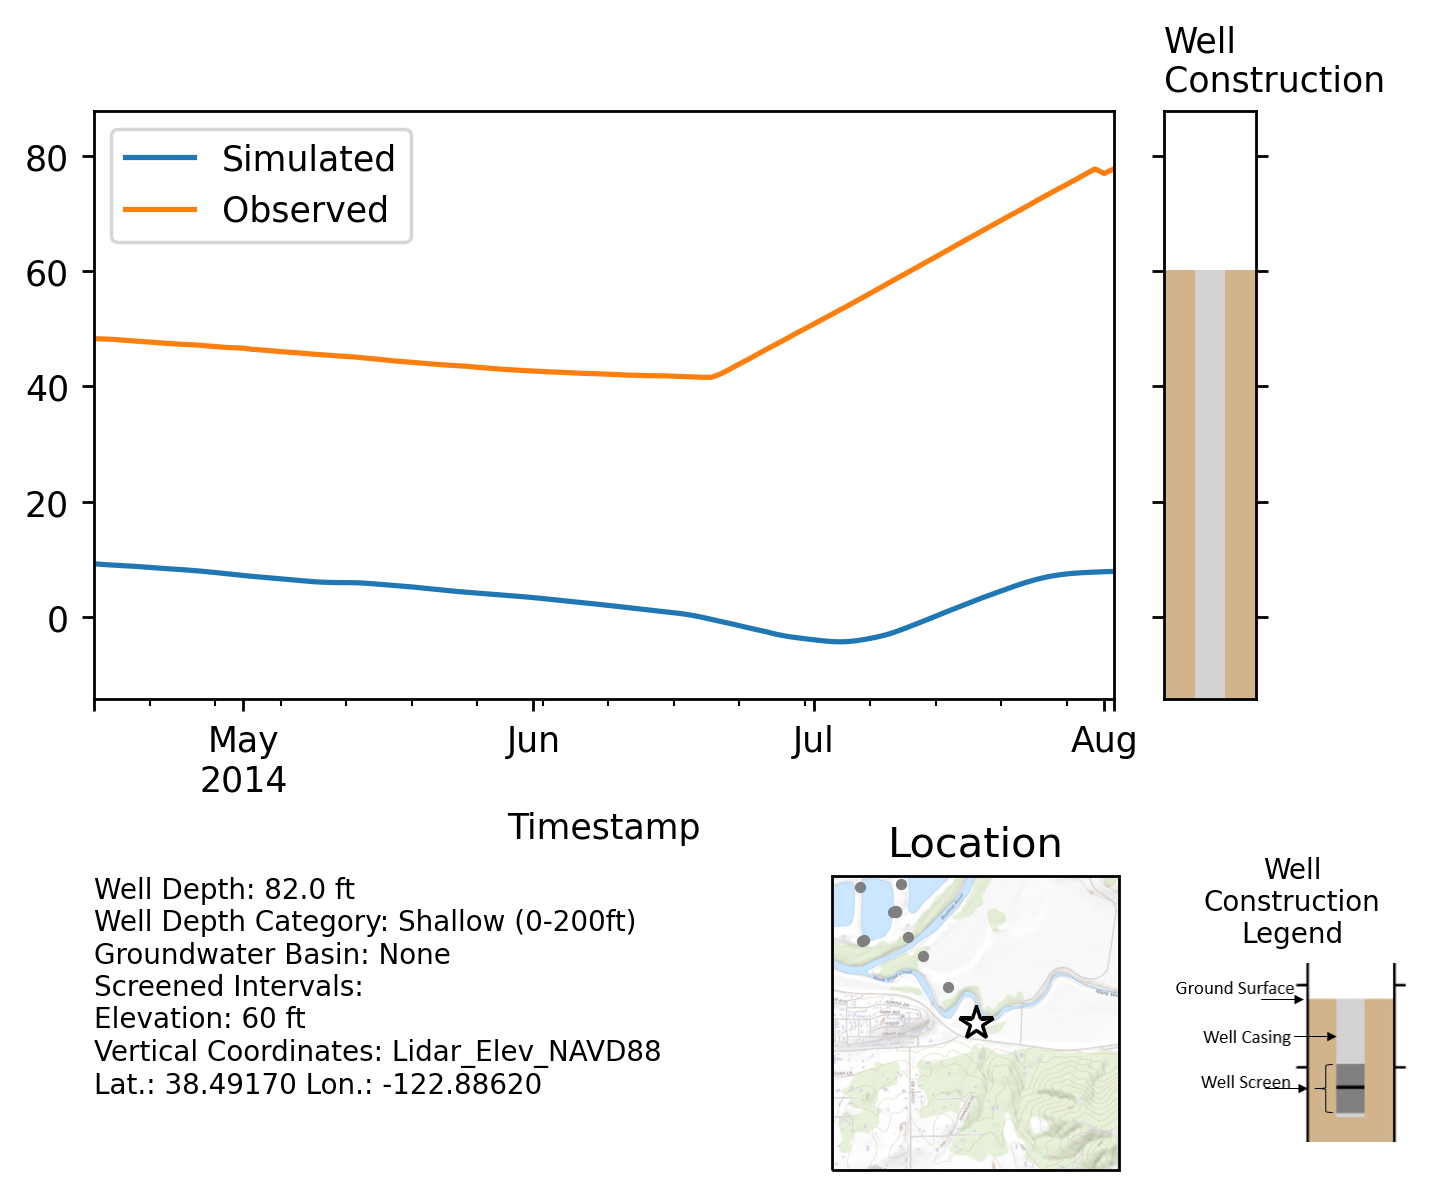 Well
Construction
80
60
40
20
0
Simulated
Observed
May
2014
Jun
Jul
Aug
Timestamp
Well Depth: 82.0 ft
Well Depth Category: Shallow (0-200ft)
Groundwater Basin: None
Screened Intervals:
Elevation: 60 ft
Vertical Coordinates: Lidar_Elev_NAVD88
Lat.: 38.49170 Lon.: -122.88620
Location
Well
Construction
Legend
Ground Surface
Well Casing
Well Screen